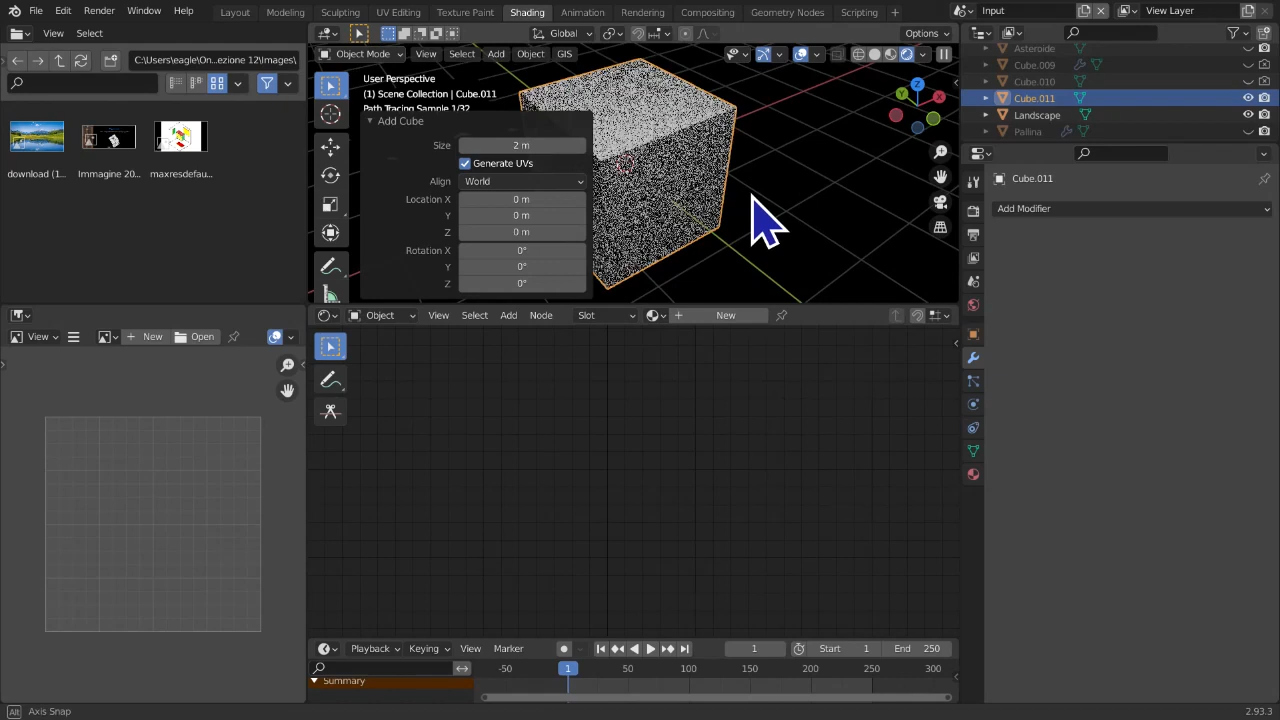 File Edit Render Window Help Layout Modeling Sculpting UV Editing Texture Paint Shading Animation Rendering Compositing Geometry Nodes Scripting Input View Layer
View Select Global Options
C:\Users\eagle\On...ezione 12\Images\
Object Mode View Select Add Object GIS
User Perspective
(1) Scene Collection | Cube.011
Path Tracing Sample 1/32
Add Cube
Size 2 m
Generate UVs
Align World
Location X 0 m
Y 0 m
Z 0 m
Rotation X 0°
Y 0°
Z 0°
Z
Y
X
download (1... Immagine 20... maxresdefau...
Asteroide
Cube.009
Cube.010
Cube.011
Landscape
Pallina
Cube.011
Add Modifier
View New Open
Object View Select Add Node Slot New
Playback Keying View Marker 1 Start 1 End 250
-50 1 50 100 150 200 250 300
Summary
Alt Axis Snap 2.93.3